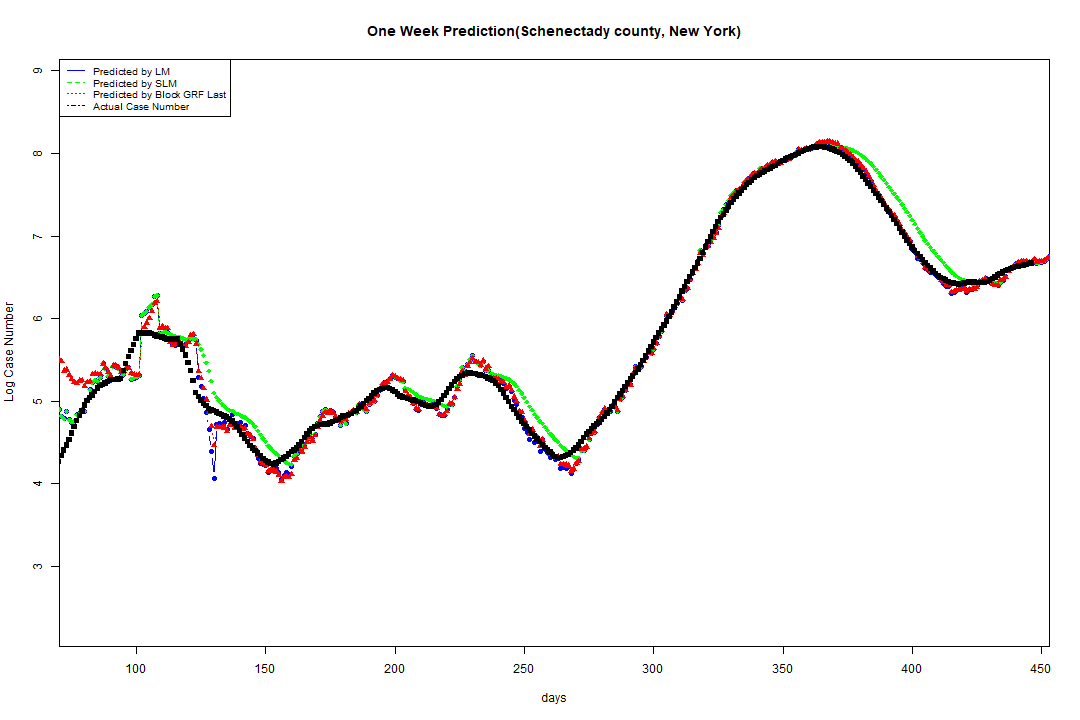 One Week Prediction(Schenectady county, New York)
Predicted by LM
Predicted by SLM
Predicted by Block GRF Last
Actual Case Number
Log Case Number
9
8
7
6
5
4
3
100 150 200 250 300 350 400 450
days